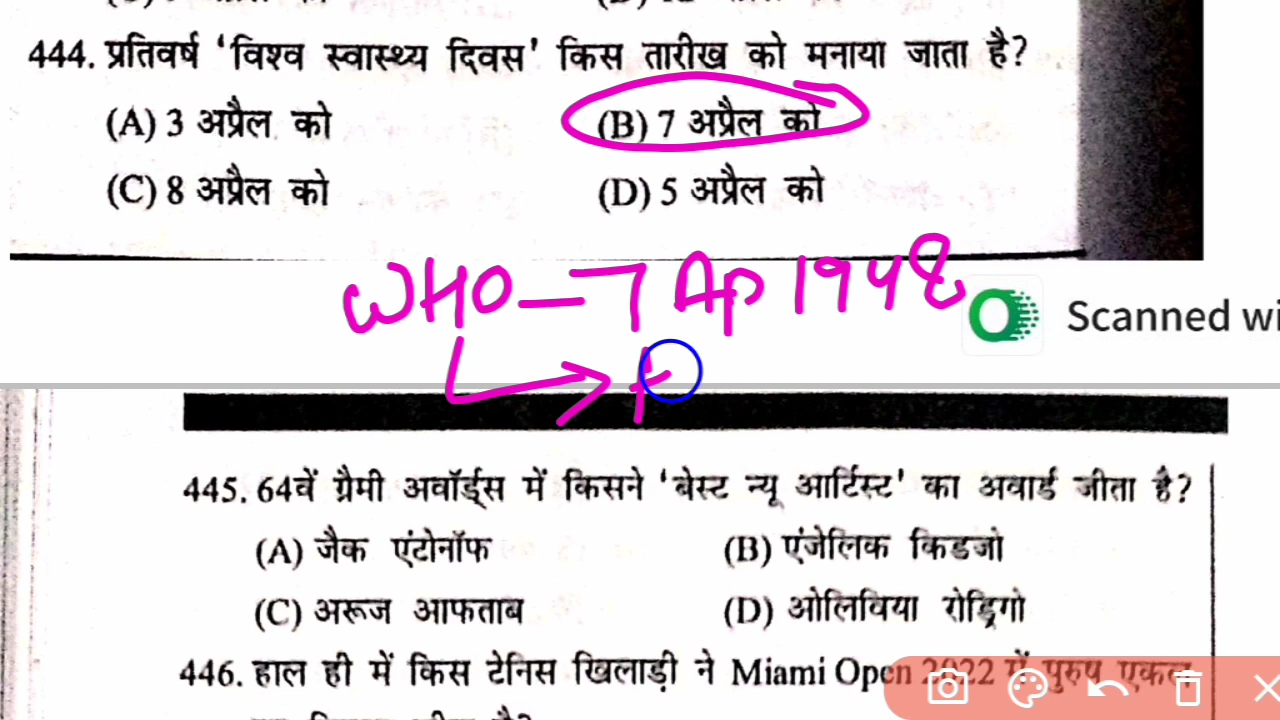 444. प्रतिवर्ष 'विश्व स्वास्थ्य दिवस' किस तारीख को मनाया जाता है?
(A) 3 अप्रैल को (B) 7 अप्रैल को
(C) 8 अप्रैल को (D) 5 अप्रैल को
WHO - 7 Ap 1948
Scanned wi
445. 64वें ग्रैमी अवॉर्ड्स में किसने 'बेस्ट न्यू आर्टिस्ट' का अवार्ड जीता है?
(A) जैक एंटोनॉफ (B) एंजेलिक किडजो
(C) अरूज आफताब (D) ओलिविया रोड्रिगो
446. हाल ही में किस टेनिस खिलाड़ी ने Miami Open 2022 में पुरुष एकल